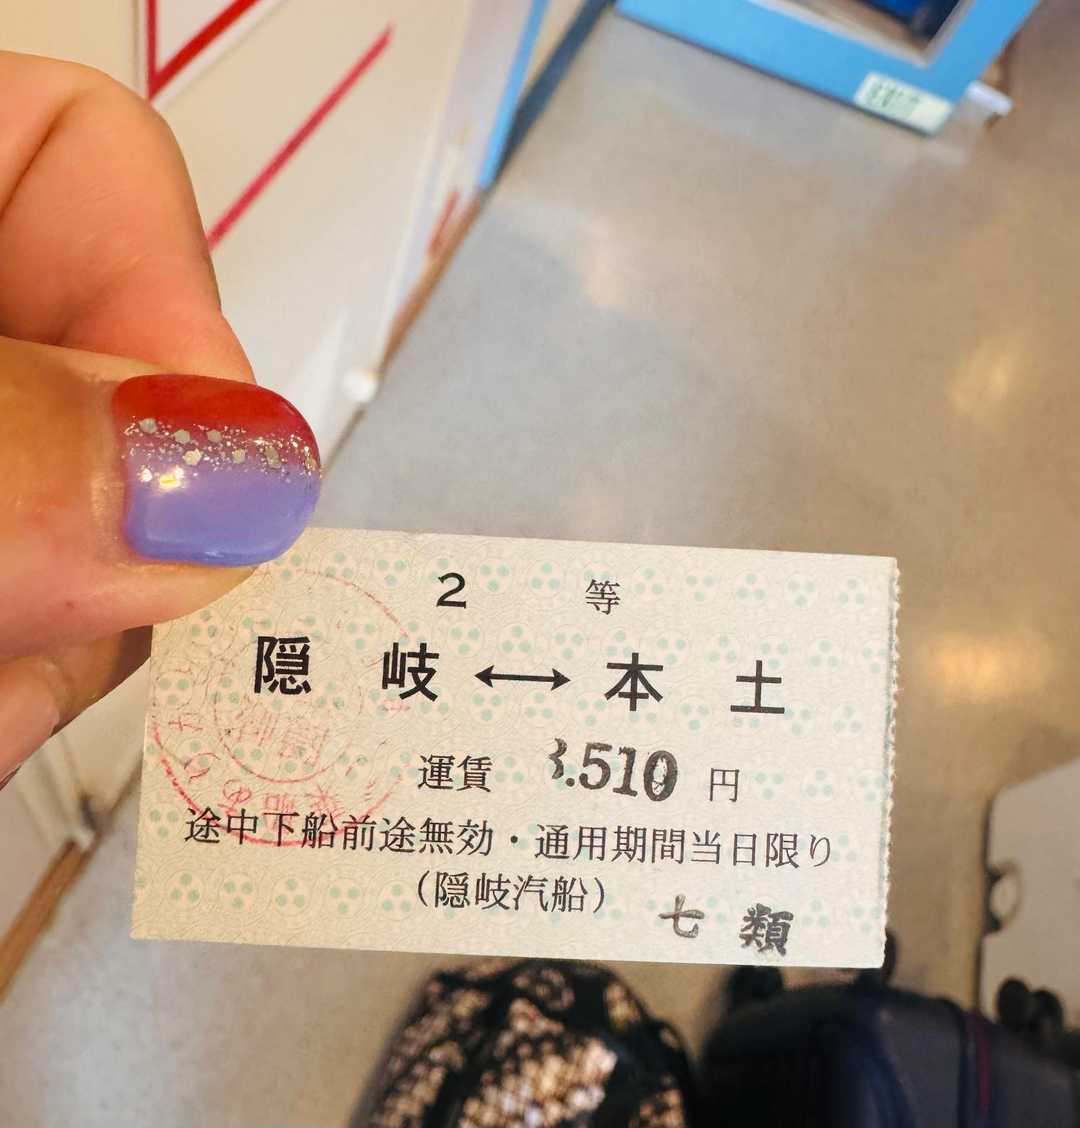 2 等
隠岐⟷本土
運賃 3.510 円
途中下船前途無効・通用期間当日限り
(隠岐汽船)
七類